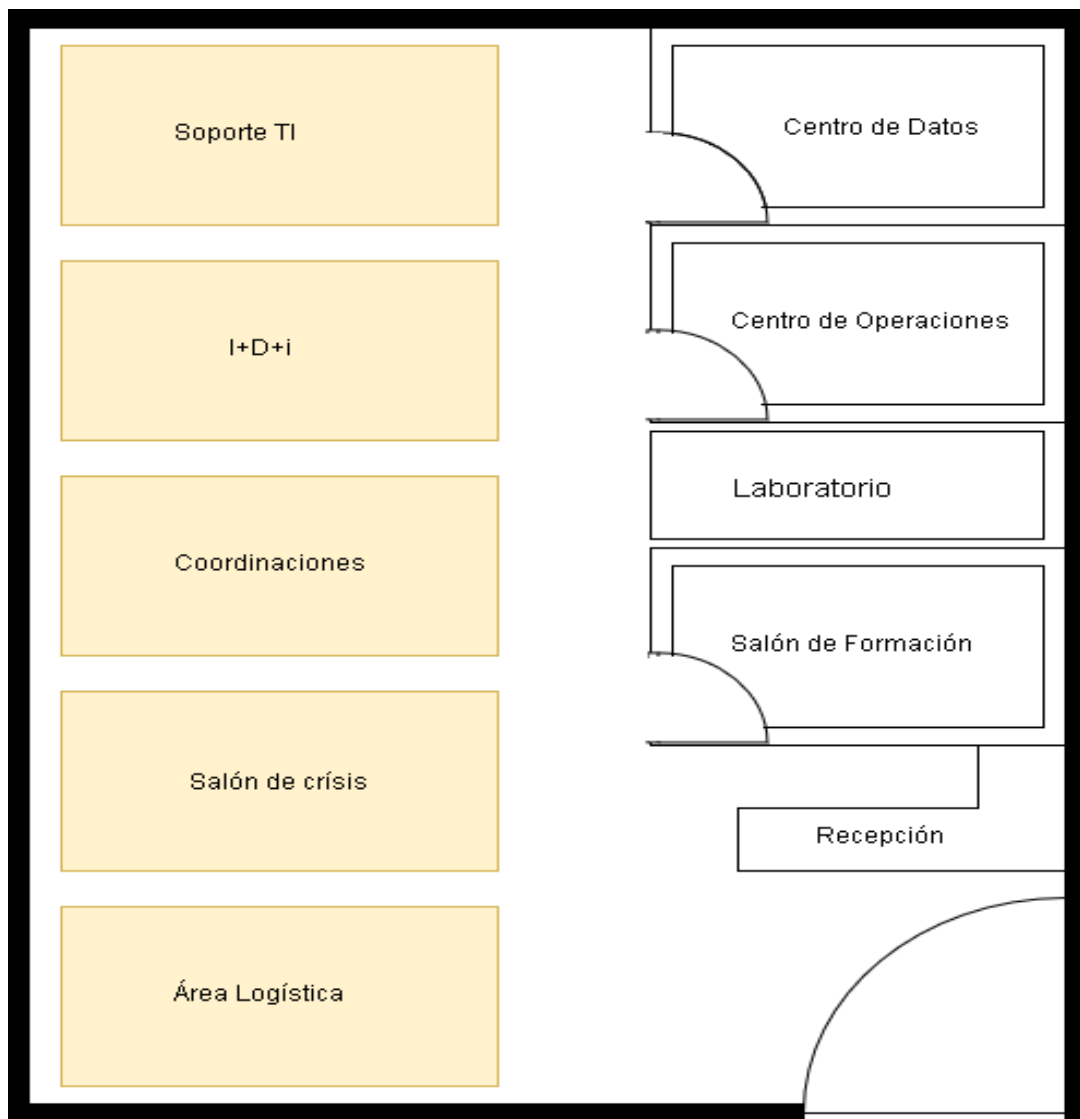 Soporte TI
Centro de Datos
I+D+i
Centro de Operaciones
Laboratorio
Coordinaciones
Salón de Formación
Salón de crísis
Recepción
Área Logística